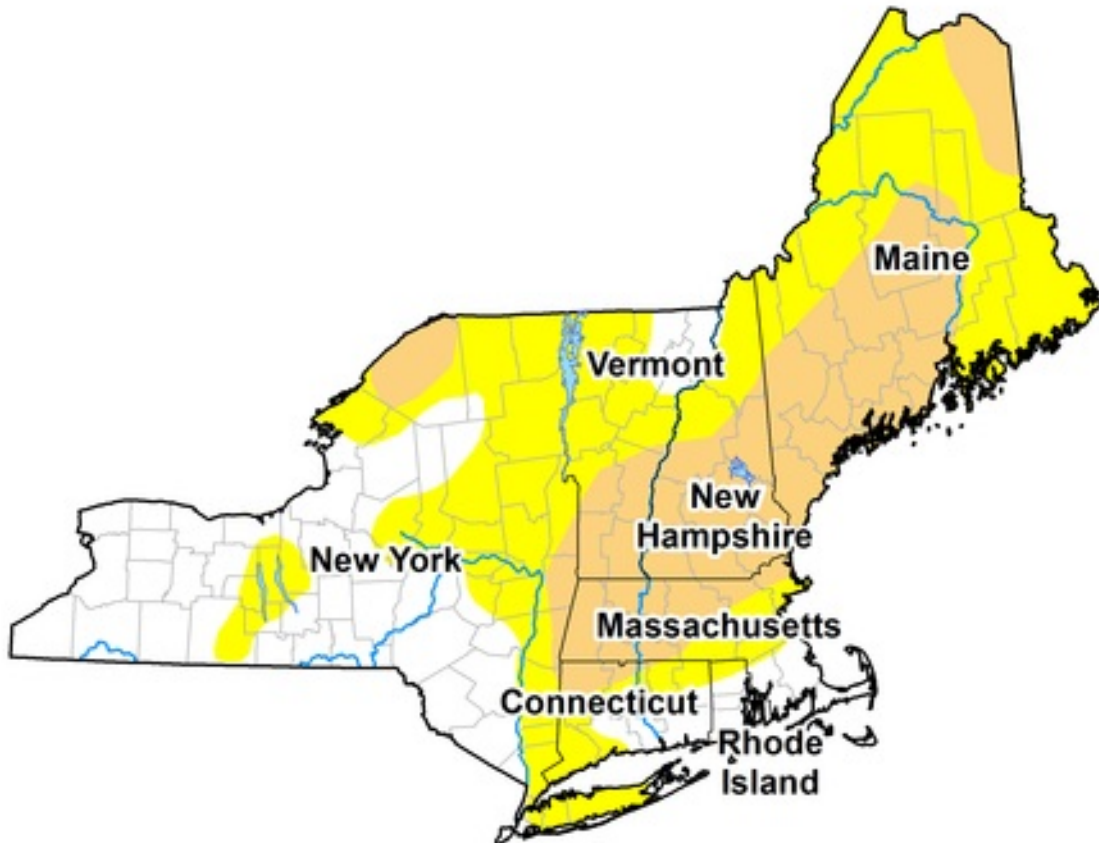 Maine
Vermont
New
Hampshire
New York
Massachusetts
Connecticut
Rhode
Island